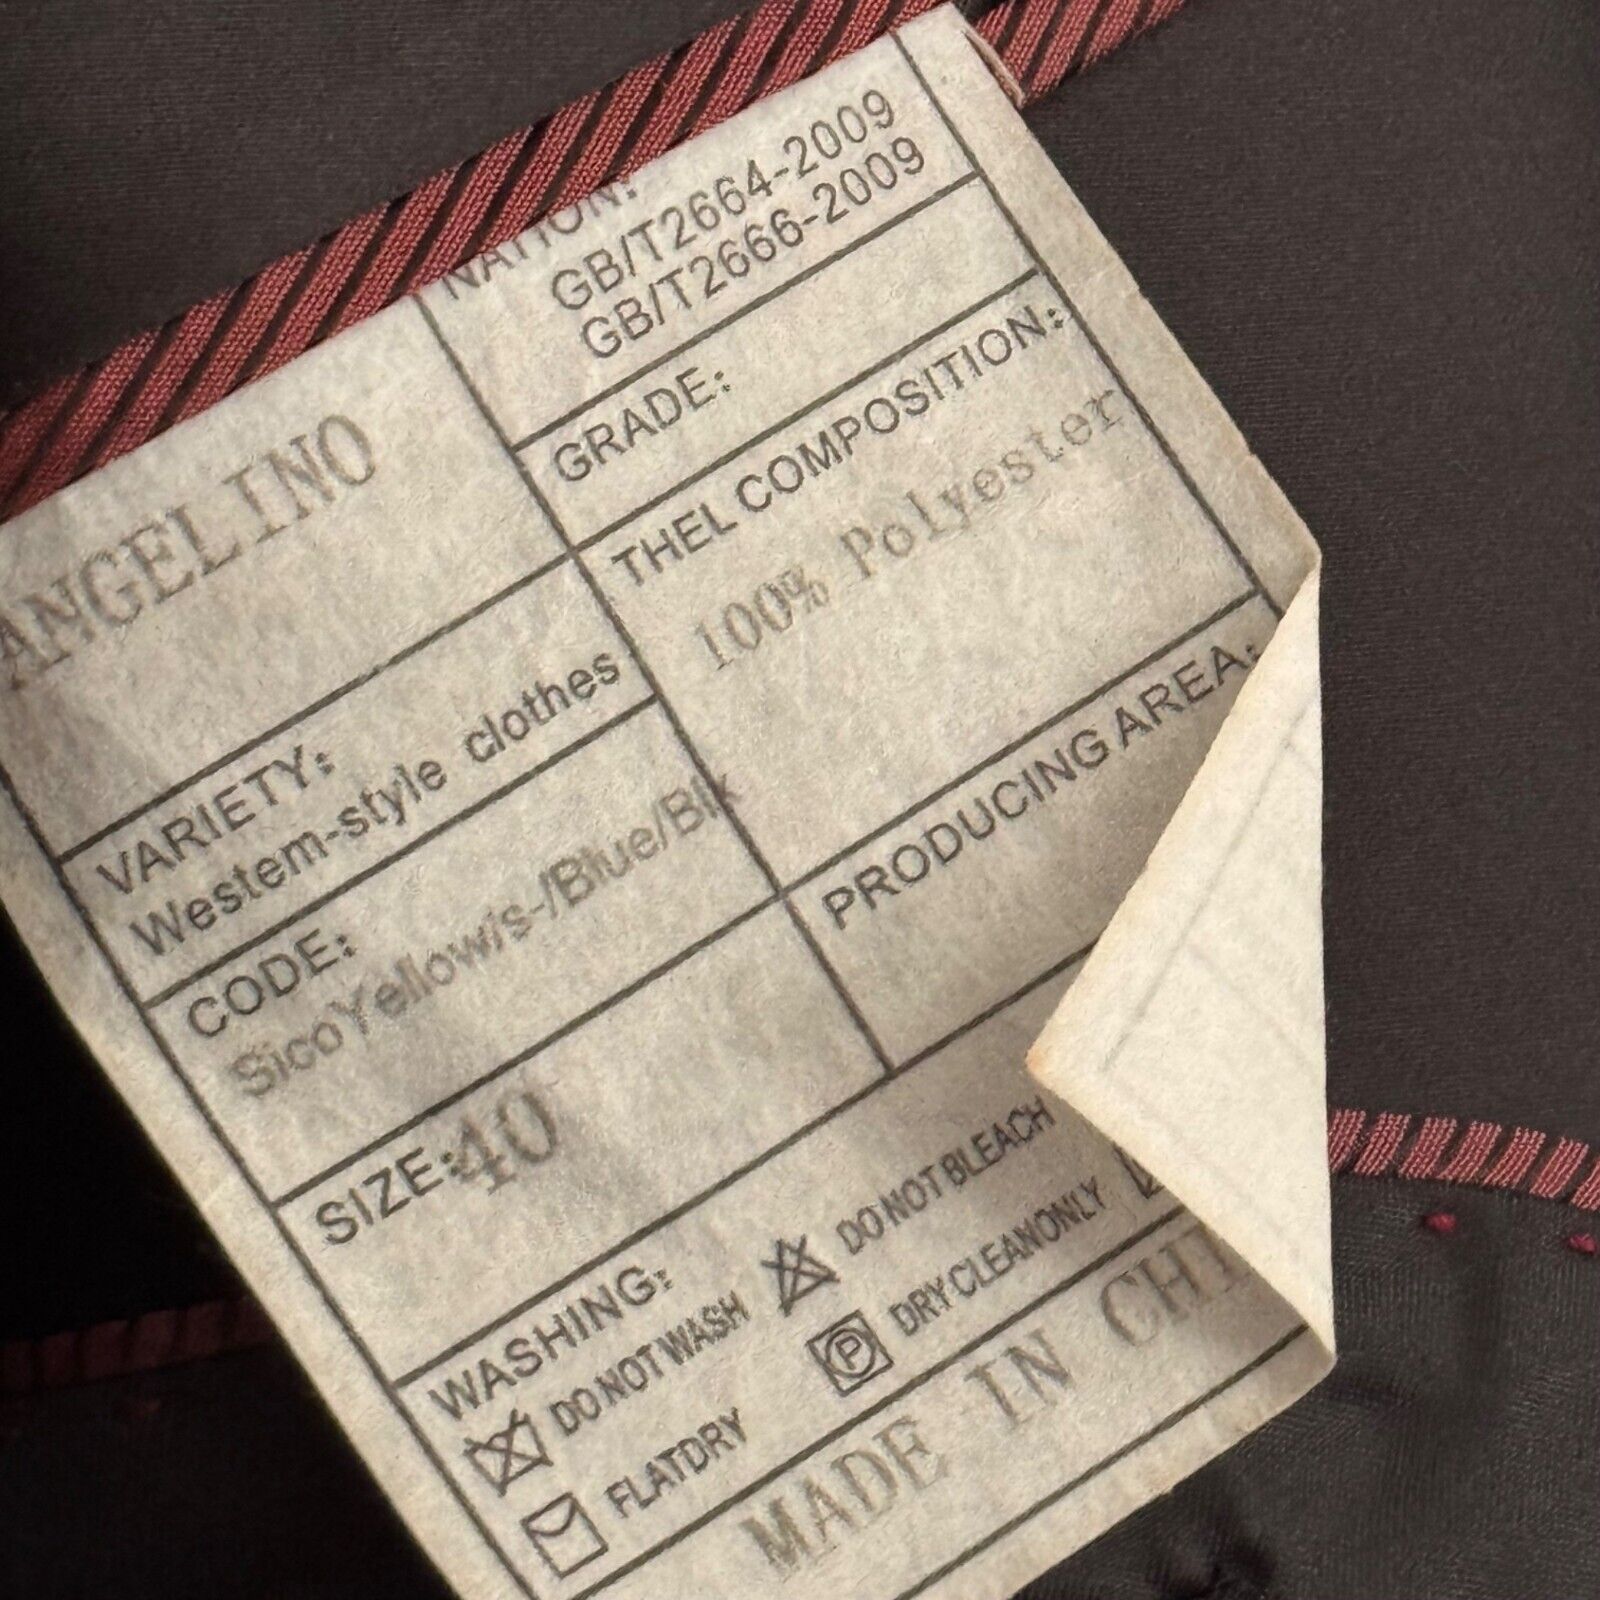 NATION:
GB/T2664-2009
GB/T2666-2009
ANGELINO
GRADE:
THEL COMPOSITION:
100% Polyester
VARIETY:
Westem-style clothes
CODE:
SicoYellow/s-/Blue/Blk
PRODUCING AREA:
SIZE:40
WASHING:
DO NOT WASH
DO NOT BLEACH
FLATDRY
P
DRY CLEAN ONLY
MADE IN CHI